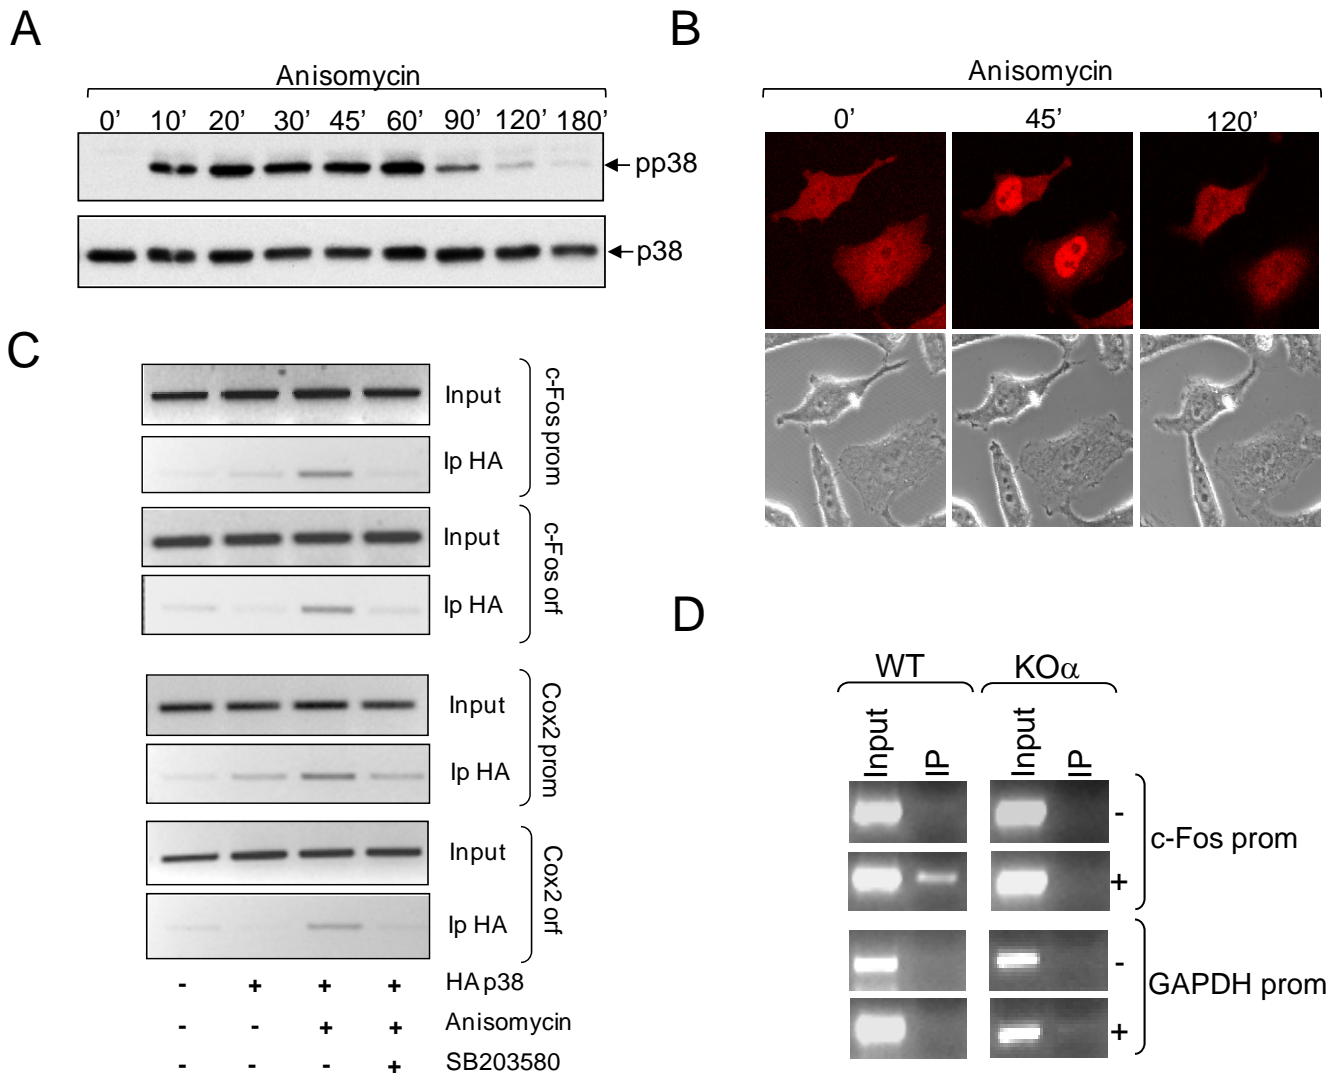 A
Anisomycin
0’ 10’ 20’ 30’ 45’ 60’ 90’ 120’ 180’
pp38
p38
B
Anisomycin
0’ 45’ 120’
C
Input
Ip HA
c-Fos prom
Input
Ip HA
c-Fos orf
Input
Ip HA
Cox2 prom
Input
Ip HA
Cox2 orf
- + + + HA p38
- - + + Anisomycin
- - - + SB203580
D
WT KOα
Input IP Input IP
-
+
c-Fos prom
-
+
GAPDH prom